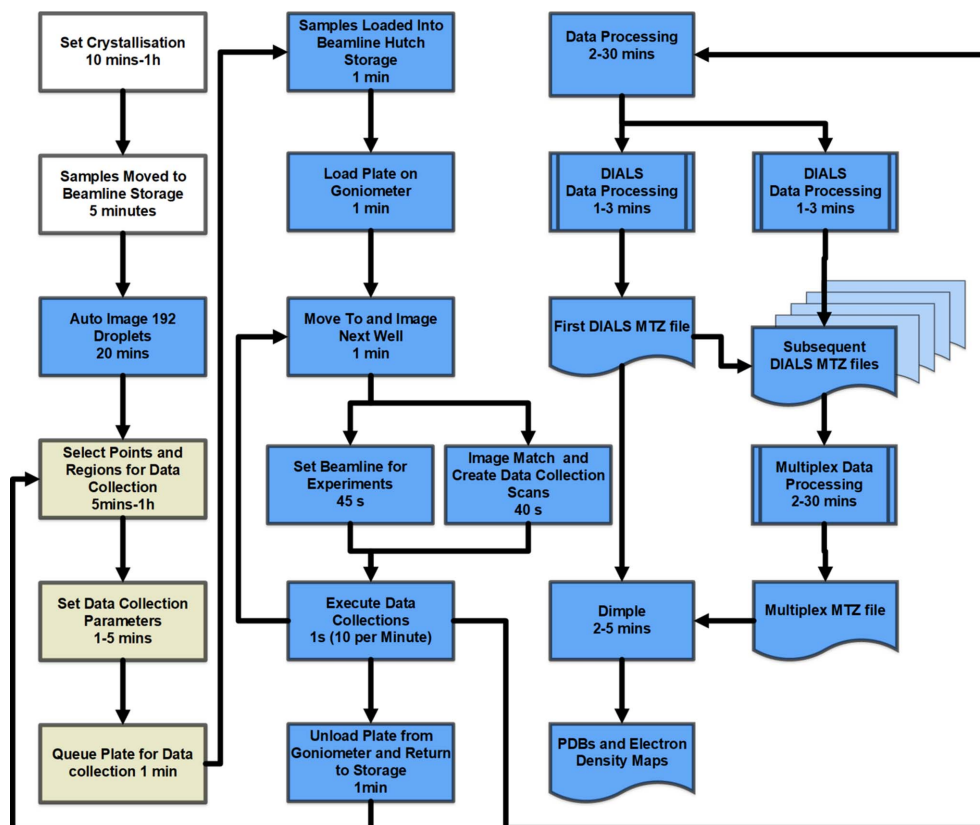 Set Crystallisation
10 mins-1h
Samples Moved to
Beamline Storage
5 minutes
Auto Image 192
Droplets
20 mins
Select Points and
Regions for Data
Collection
5mins-1h
Set Data Collection
Parameters
1-5 mins
Queue Plate for Data
collection 1 min
Samples Loaded Into
Beamline Hutch
Storage
1 min
Load Plate on
Goniometer
1 min
Move To and Image
Next Well
1 min
Set Beamline for
Experiments
45 s
Image Match and
Create Data Collection
Scans
40 s
Execute Data
Collections
1s (10 per Minute)
Unload Plate from
Goniometer and Return
to Storage
1min
Data Processing
2-30 mins
DIALS
Data Processing
1-3 mins
DIALS
Data Processing
1-3 mins
First DIALS MTZ file
Subsequent
DIALS MTZ files
Multiplex Data
Processing
2-30 mins
Dimple
2-5 mins
Multiplex MTZ file
PDBs and Electron
Density Maps